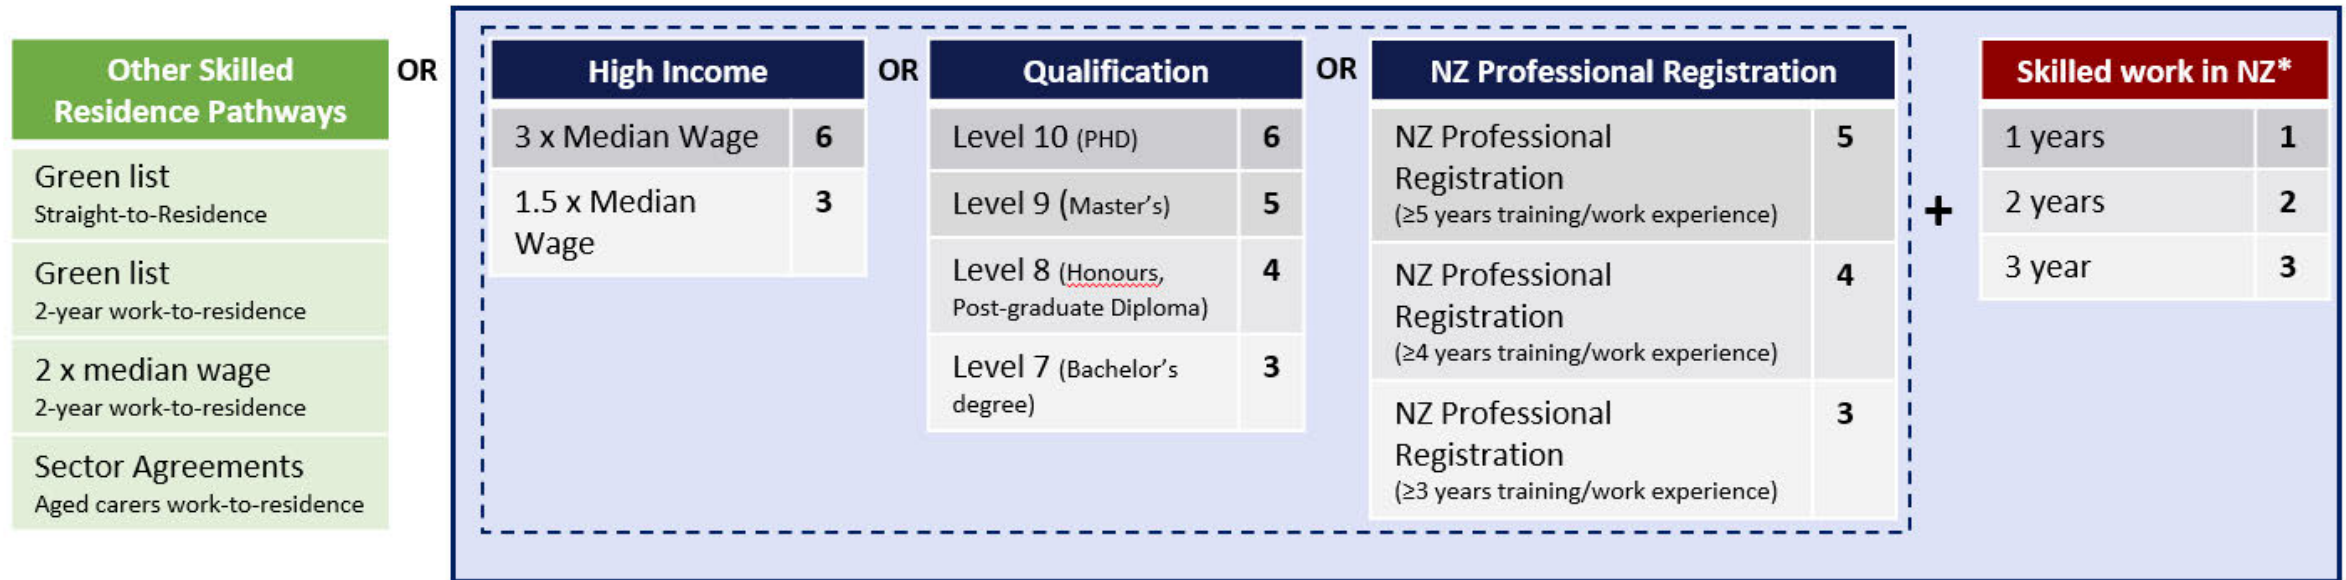 Other Skilled
Residence Pathways
Green list
Straight-to-Residence
Green list
2-year work-to-residence
2 x median wage
2-year work-to-residence
Sector Agreements
Aged carers work-to-residence
OR
High Income
3 x Median Wage 6
1.5 x Median 3
Wage
OR
Qualification
Level 10 (PHD) 6
Level 9 (Master's) 5
Level 8 (Honours, 4
Post-graduate Diploma)
Level 7 (Bachelor's 3
degree)
OR
NZ Professional Registration
NZ Professional 5
Registration
(≥5 years training/work experience)
NZ Professional 4
Registration
(≥4 years training/work experience)
NZ Professional 3
Registration
(≥3 years training/work experience)
+
Skilled work in NZ*
1 years 1
2 years 2
3 year 3